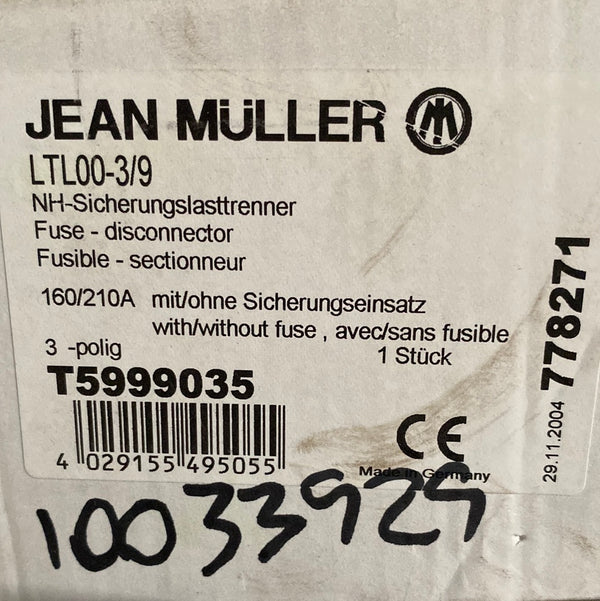 JEAN MÜLLER
LTL00-3/9
NH-Sicherungslasttrenner
Fuse - disconnector
Fusible - sectionneur
160/210A mit/ohne Sicherungseinsatz
with/without fuse , avec/sans fusible
3 -polig 1 Stück
T5999035
4 029155 495055
CE
Made in Germany
29.11.2004 778271
10033929